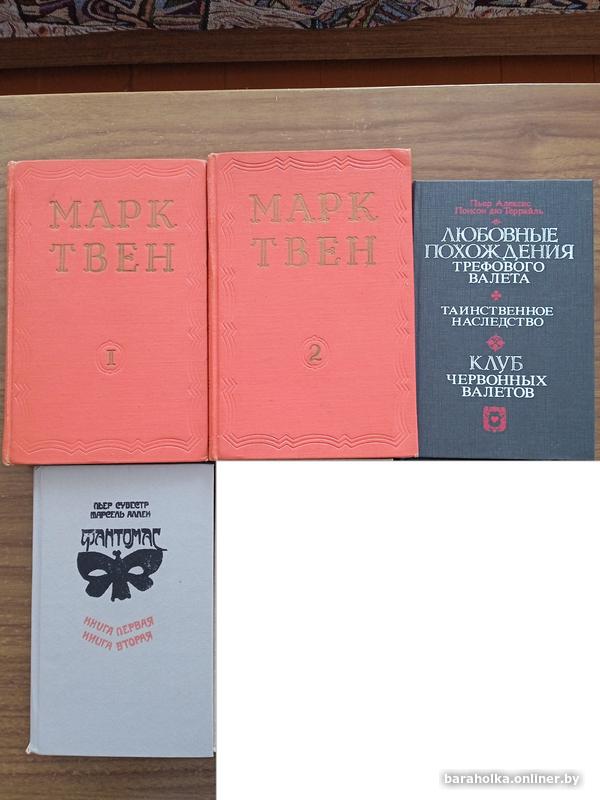 МАРК
ТВЕН
1
МАРК
ТВЕН
2
Пьер Алексис
Понсон дю Террайль
ЛЮБОВНЫЕ
ПОХОЖДЕНИЯ
ТРЕФОВОГО
ВАЛЕТА
ТАИНСТВЕННОЕ
НАСЛЕДСТВО
КЛУБ
ЧЕРВОННЫХ
ВАЛЕТОВ
ПЬЕР СУВЕСТР
МАРСЕЛЬ АЛЛЕН
ФАНТОМАС
КНИГА ПЕРВАЯ
КНИГА ВТОРАЯ
baraholka.onliner.by